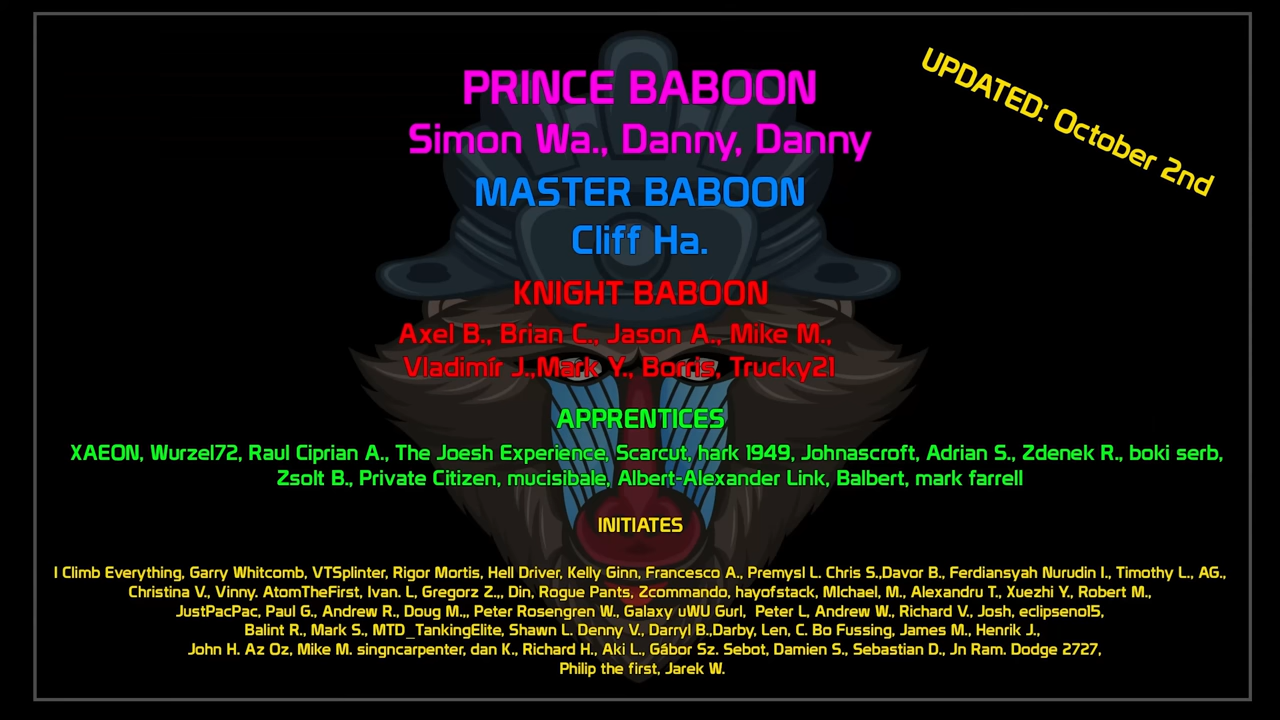 PRINCE BABOON
UPDATED: October 2nd
Simon Wa., Danny, Danny
MASTER BABOON
Cliff Ha.
KNIGHT BABOON
Axel B., Brian C., Jason A., Mike M.,
Vladimír J.,Mark Y., Borris, Trucky21
APPRENTICES
XAEON, Wurzel72, Raul Ciprian A., The Joesh Experience, Scarcut, hark 1949, Johnascroft, Adrian S., Zdenek R., boki serb,
Zsolt B., Private Citizen, mucisibale, Albert-Alexander Link, Balbert, mark farrell
INITIATES
I Climb Everything, Garry Whitcomb, VTSplinter, Rigor Mortis, Hell Driver, Kelly Ginn, Francesco A., Premysl L. Chris S.,Davor B., Ferdiansyah Nurudin I., Timothy L., AG.,
Christina V., Vinny. AtomTheFirst, Ivan. L, Gregorz Z.,, Din, Rogue Pants, Zcommando, hayofstack, MIchael, M., Alexandru T., Xuezhi Y., Robert M.,
JustPacPac, Paul G., Andrew R., Doug M.,, Peter Rosengren W., Galaxy uWU Gurl, Peter L, Andrew W., Richard V., Josh, eclipseno15,
Balint R., Mark S., MTD_TankingElite, Shawn L. Denny V., Darryl B.,Darby, Len, C. Bo Fussing, James M., Henrik J.,
John H. Az Oz, Mike M. singncarpenter, dan K., Richard H., Aki L., Gábor Sz. Sebot, Damien S., Sebastian D., Jn Ram. Dodge 2727,
Philip the first, Jarek W.